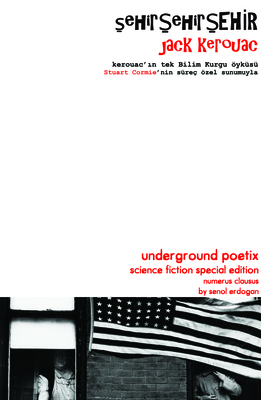 şehirşehirŞEHİR
Jack Kerouac
kerouac'ın tek Bilim Kurgu öyküsü
Stuart Cormie'nin süreç özel sunumuyla
underground poetix
science fiction special edition
numerus clausus
by senol erdogan